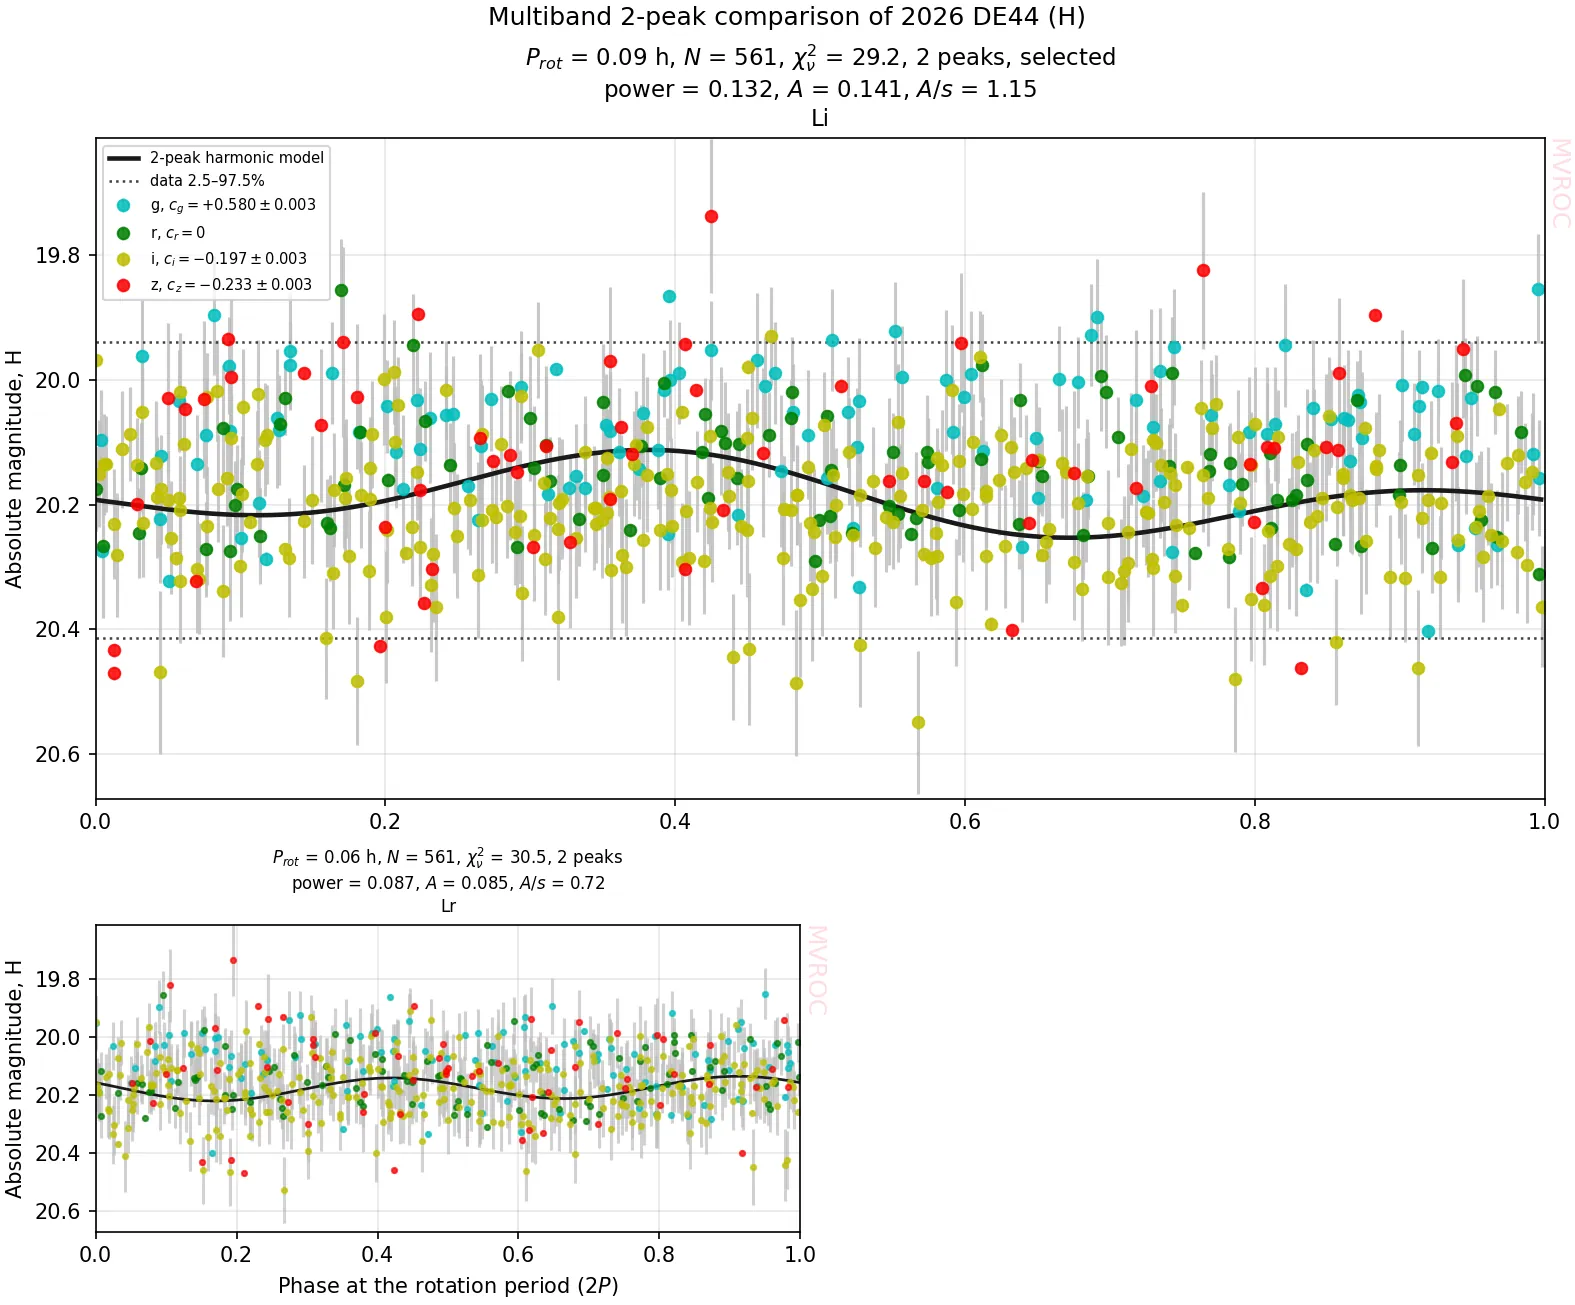 Multiband 2-peak comparison of 2026 DE44 (H)
P_rot = 0.09 h, N = 561, χ²_ν = 29.2, 2 peaks, selected
power = 0.132, A = 0.141, A/s = 1.15
Li
2-peak harmonic model
data 2.5–97.5%
g, c_g = +0.580 ± 0.003
r, c_r = 0
i, c_i = −0.197 ± 0.003
z, c_z = −0.233 ± 0.003
MVROC
Absolute magnitude, H
19.8
20.0
20.2
20.4
20.6
0.0 0.2 0.4 0.6 0.8 1.0
P_rot = 0.06 h, N = 561, χ²_ν = 30.5, 2 peaks
power = 0.087, A = 0.085, A/s = 0.72
Lr
MVROC
Absolute magnitude, H
19.8
20.0
20.2
20.4
20.6
0.0 0.2 0.4 0.6 0.8 1.0
Phase at the rotation period (2P)